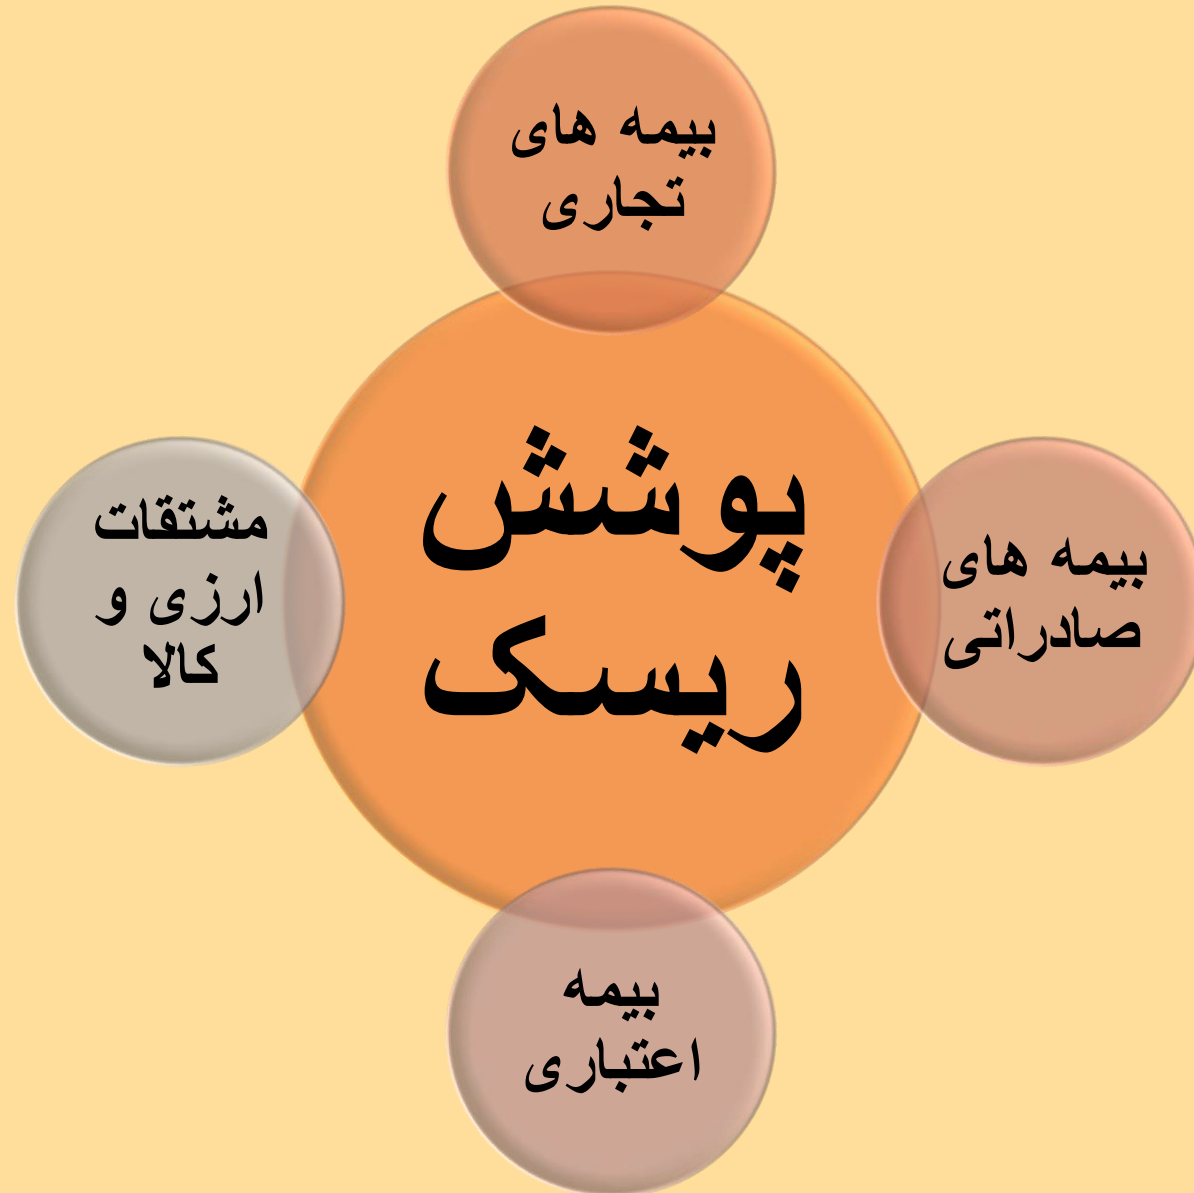 بیمه های
تجاری
پوشش
ریسک
بیمه های
صادراتی
بیمه
اعتباری
مشتقات
ارزی و
کالا